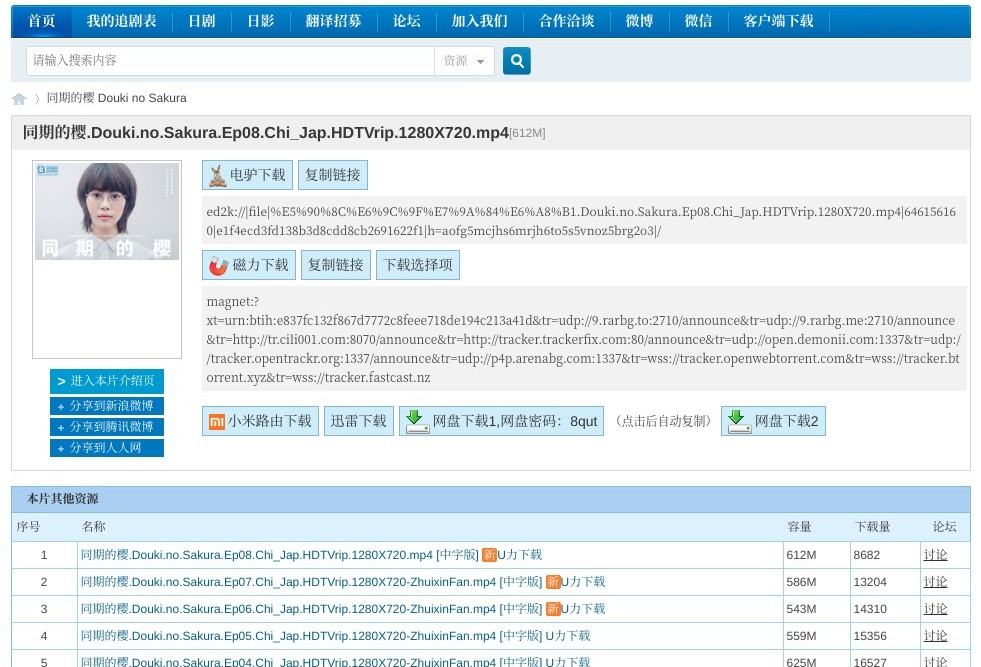 首页 我的追剧表 日剧 日影 翻译招募 论坛 加入我们 合作洽谈 微博 微信 客户端下载
请输入搜索内容 资源
同期的樱 Douki no Sakura
同期的樱.Douki.no.Sakura.Ep08.Chi_Jap.HDTVrip.1280X720.mp4[612M]
同期的樱
电驴下载 复制链接
ed2k://|file|%E5%90%8C%E6%9C%9F%E7%9A%84%E6%A8%B1.Douki.no.Sakura.Ep08.Chi_Jap.HDTVrip.1280X720.mp4|64615616
0|e1f4ecd3fd138b3d8cdd8cb2691622f1|h=aofg5mcjhs6mrjh6to5s5vnoz5brg2o3|/
磁力下载 复制链接 下载选择项
magnet:?
xt=urn:btih:e837fc132f867d7772c8feee718de194c213a41d&tr=udp://9.rarbg.to:2710/announce&tr=udp://9.rarbg.me:2710/announce
&tr=http://tr.cili001.com:8070/announce&tr=http://tracker.trackerfix.com:80/announce&tr=udp://open.demonii.com:1337&tr=udp:/
/tracker.opentrackr.org:1337/announce&tr=udp://p4p.arenabg.com:1337&tr=wss://tracker.openwebtorrent.com&tr=wss://tracker.bt
orrent.xyz&tr=wss://tracker.fastcast.nz
> 进入本片介绍页
+ 分享到新浪微博
+ 分享到腾讯微博
+ 分享到人人网
小米路由下载 迅雷下载 网盘下载1,网盘密码：8qut （点击后自动复制） 网盘下载2
本片其他资源
序号 名称 容量 下载量 论坛
1 同期的樱.Douki.no.Sakura.Ep08.Chi_Jap.HDTVrip.1280X720.mp4 [中字版] 新U力下载 612M 8682 讨论
2 同期的樱.Douki.no.Sakura.Ep07.Chi_Jap.HDTVrip.1280X720-ZhuixinFan.mp4 [中字版] 新U力下载 586M 13204 讨论
3 同期的樱.Douki.no.Sakura.Ep06.Chi_Jap.HDTVrip.1280X720-ZhuixinFan.mp4 [中字版] 新U力下载 543M 14310 讨论
4 同期的樱.Douki.no.Sakura.Ep05.Chi_Jap.HDTVrip.1280X720-ZhuixinFan.mp4 [中字版] U力下载 559M 15356 讨论
5 同期的樱.Douki.no.Sakura.Ep04.Chi_Jap.HDTVrip.1280X720-ZhuixinFan.mp4 [中字版] U力下载 625M 16527 讨论